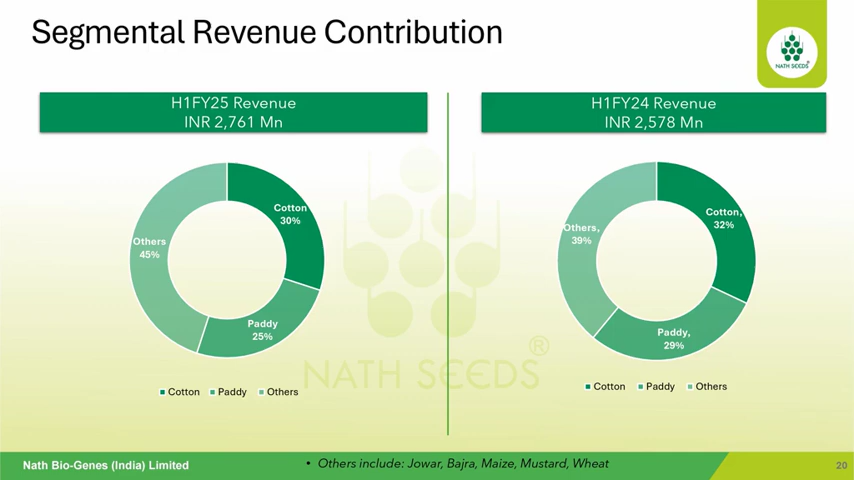 Segmental Revenue Contribution
NATH SEEDS®
H1FY25 Revenue
INR 2,761 Mn
Cotton
30%
Others
45%
Paddy
25%
Cotton Paddy Others
H1FY24 Revenue
INR 2,578 Mn
Cotton,
32%
Others,
39%
Paddy,
29%
Cotton Paddy Others
NATH SEEDS®
Nath Bio-Genes (India) Limited
• Others include: Jowar, Bajra, Maize, Mustard, Wheat
20